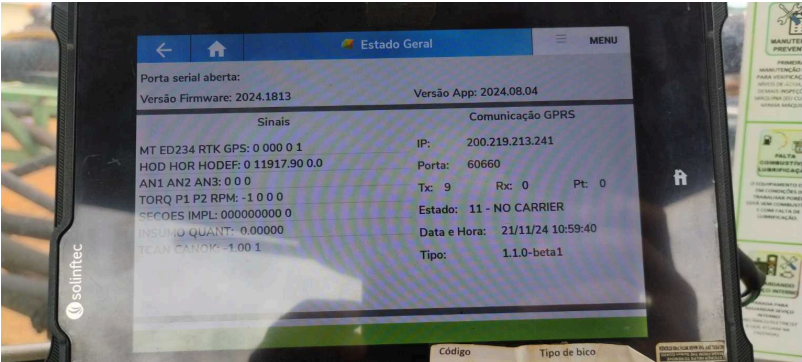 Estado Geral
MENU
Porta serial aberta:
Versão Firmware: 2024.1813
Versão App: 2024.08.04
Sinais
MT ED234 RTK GPS: 0 000 0 1
HOD HOR HODEF: 0 11917.90 0.0
AN1 AN2 AN3: 0 0 0
TORQ P1 P2 RPM: -1 0 0 0
SECOES IMPL: 000000000 0
INSUMO QUANT: 0.00000
TCAN CANOK: -1.00 1
Comunicação GPRS
IP: 200.219.213.241
Porta: 60660
Tx: 9 Rx: 0 Pt: 0
Estado: 11 - NO CARRIER
Data e Hora: 21/11/24 10:59:40
Tipo: 1.1.0-beta1
solinftec
Código
Tipo de bico
FALTA